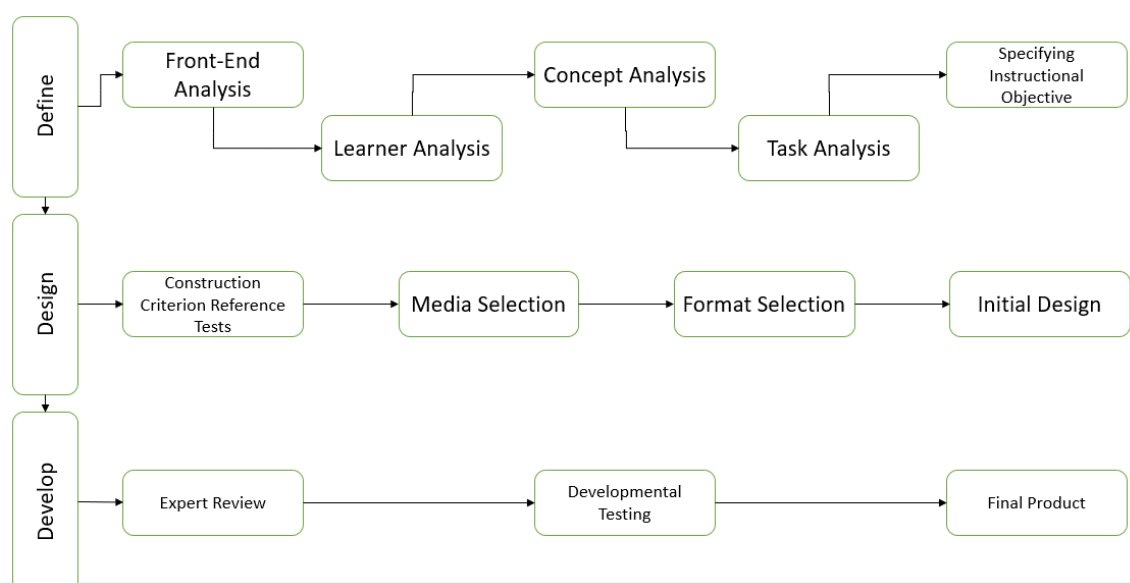 Define
Front-End
Analysis
Learner Analysis
Concept Analysis
Task Analysis
Specifying
Instructional
Objective
Design
Construction
Criterion Reference
Tests
Media Selection
Format Selection
Initial Design
Develop
Expert Review
Developmental
Testing
Final Product